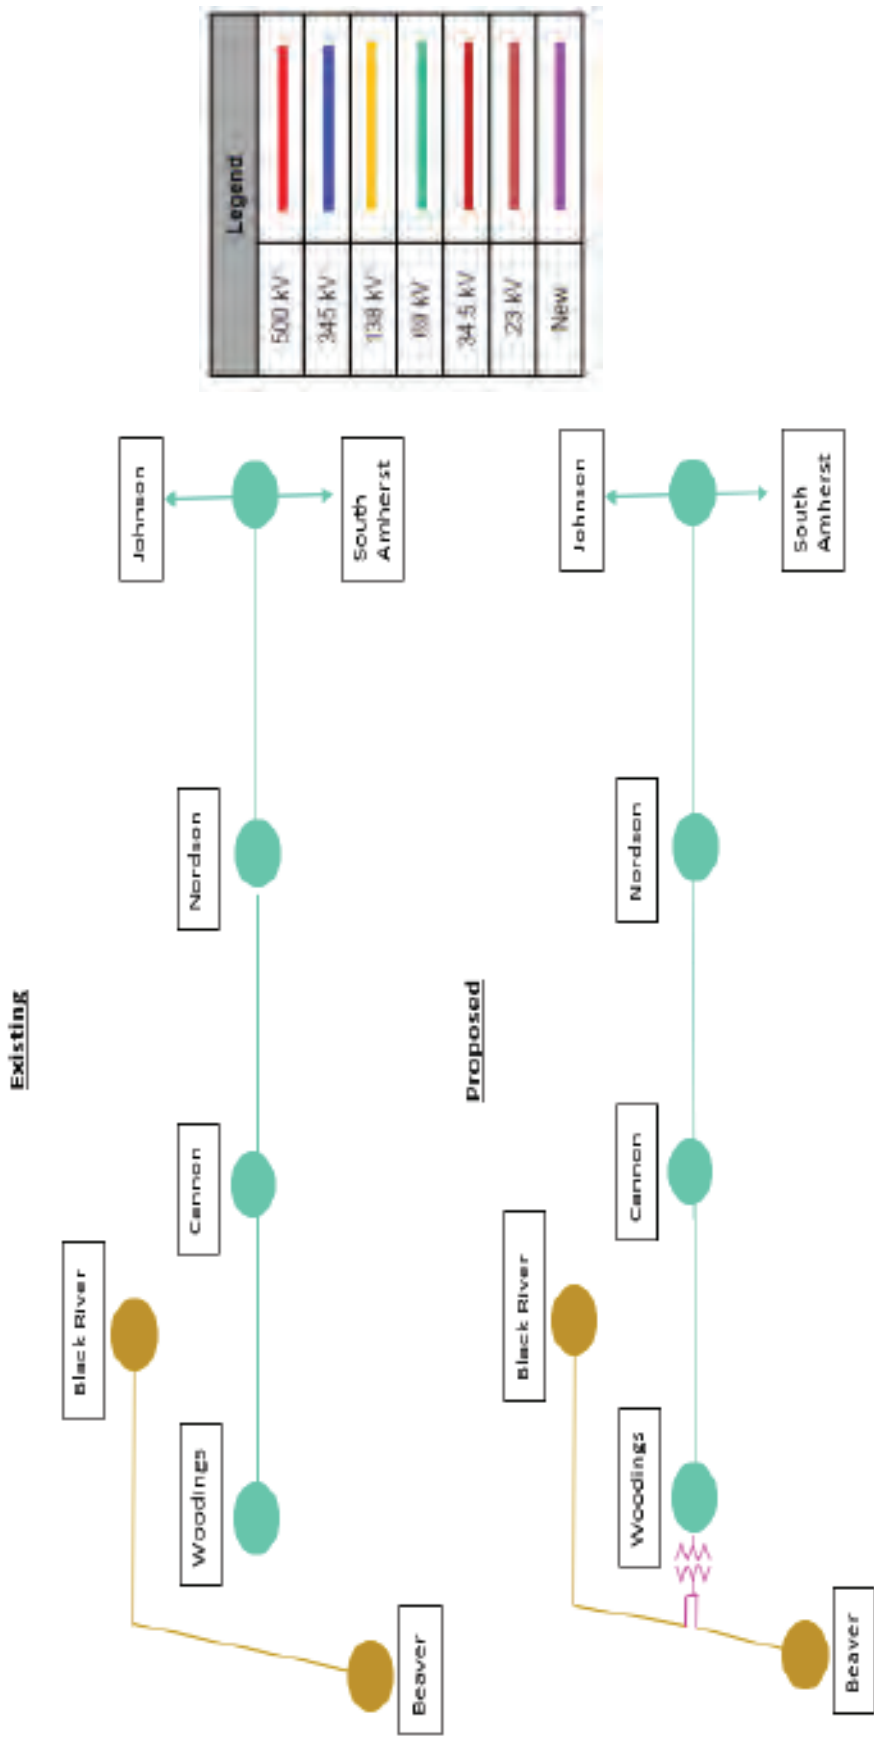 Existing
Beaver
Black River
Woodings
Cannon
Nordson
Johnson
South
Amherst
Proposed
Beaver
Black River
Woodings
Cannon
Nordson
Johnson
South
Amherst
Legend
500 kV
345 kV
138 kV
69 kV
34.5 kV
23 kV
New